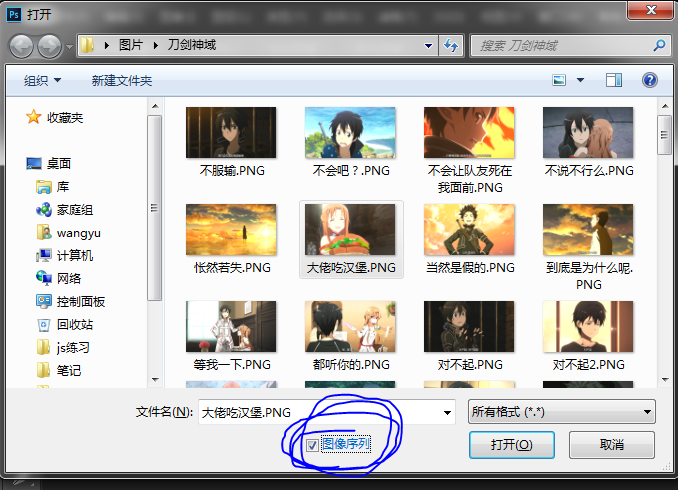 Ps 打开
图片 刀剑神域
搜索 刀剑神域
组织 新建文件夹
收藏夹
桌面
库
家庭组
wangyu
计算机
网络
控制面板
回收站
js练习
笔记
不服输.PNG
不会吧？.PNG
不会让队友死在
我面前.PNG
不说不行么.PNG
怅然若失.PNG
大佬吃汉堡.PNG
当然是假的.PNG
到底是为什么呢.
PNG
等我一下.PNG
都听你的.PNG
对不起.PNG
对不起2.PNG
文件名(N): 大佬吃汉堡.PNG
所有格式 (*.*)
图像序列
打开(O)
取消